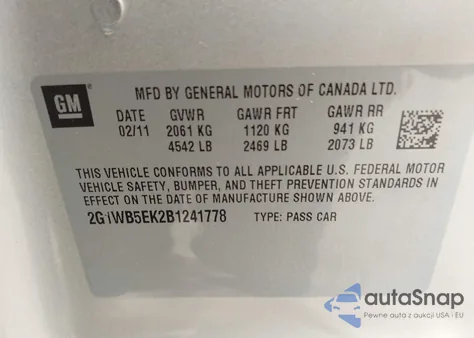 GM
MFD BY GENERAL MOTORS OF CANADA LTD.
DATE GVWR GAWR FRT GAWR RR
02/11 2061 KG 1120 KG 941 KG
4542 LB 2469 LB 2073 LB
THIS VEHICLE CONFORMS TO ALL APPLICABLE U.S. FEDERAL MOTOR
VEHICLE SAFETY, BUMPER, AND THEFT PREVENTION STANDARDS IN
EFFECT ON THE DATE OF MANUFACTURE SHOWN ABOVE.
2G1WB5EK2B1241778 TYPE: PASS CAR
autoSnap
Pewne auta z aukcji USA i EU